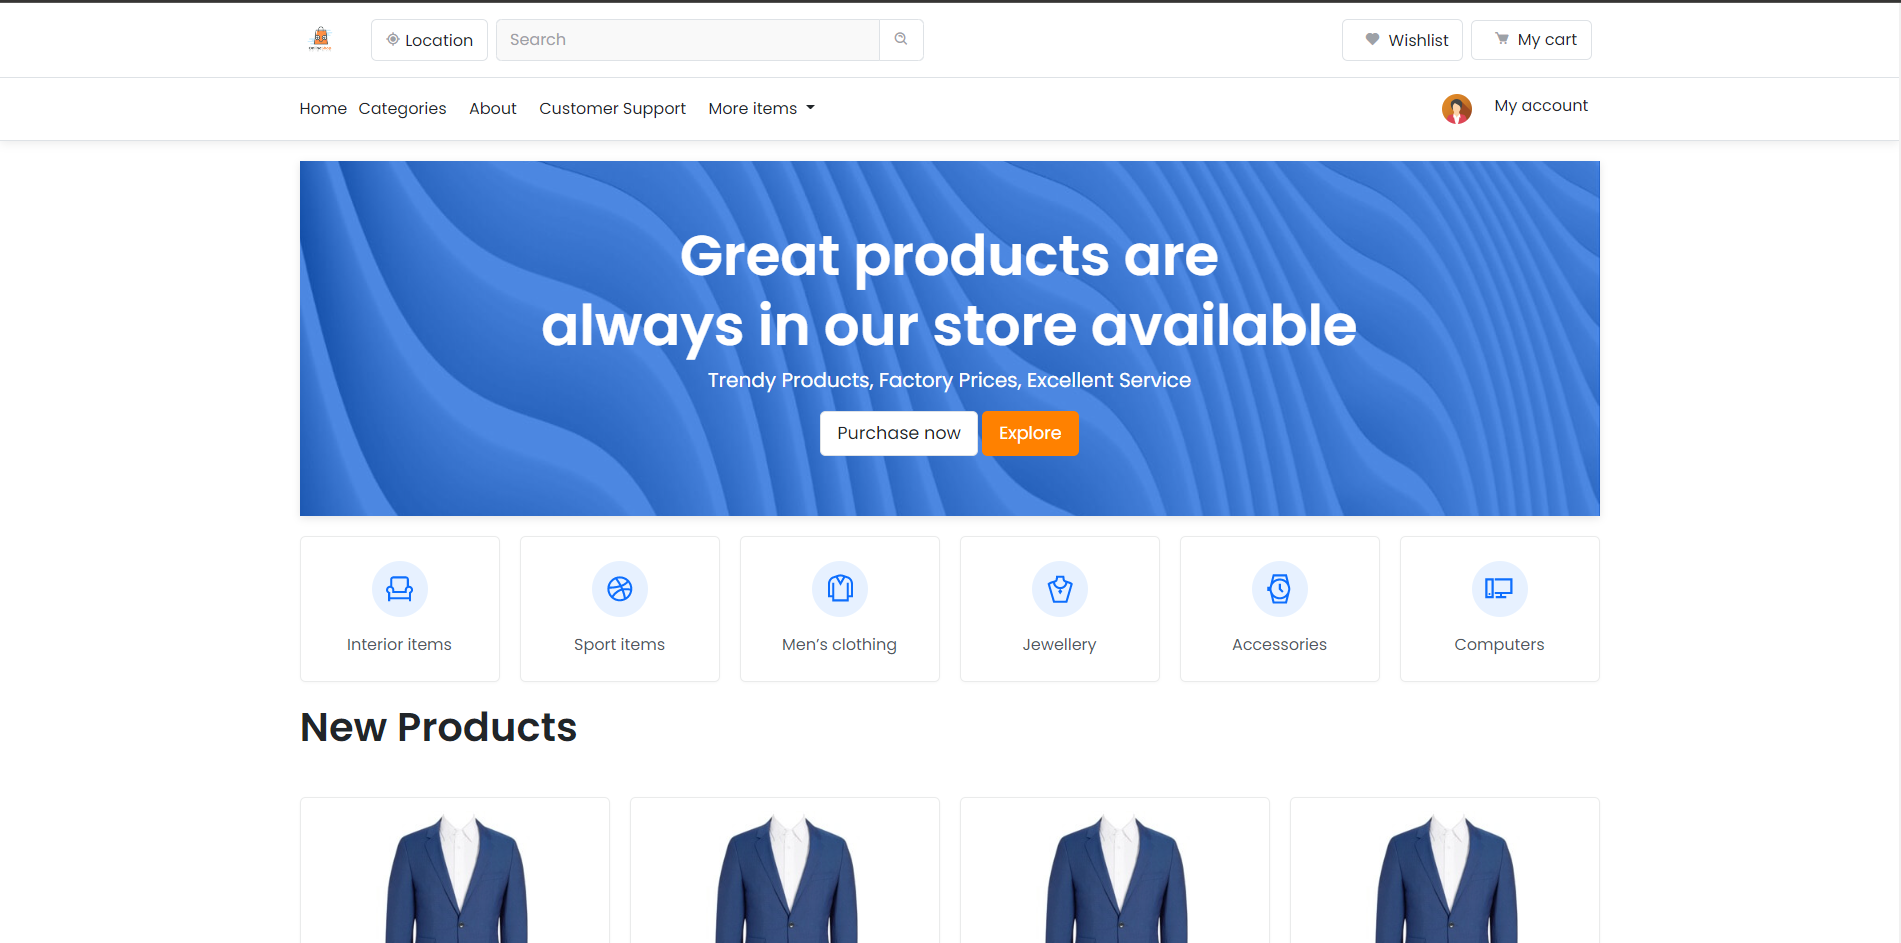 Location
Search
Wishlist
My cart
Home Categories About Customer Support More items
My account
Great products are
always in our store available
Trendy Products, Factory Prices, Excellent Service
Purchase now Explore
Interior items
Sport items
Men’s clothing
Jewellery
Accessories
Computers
New Products